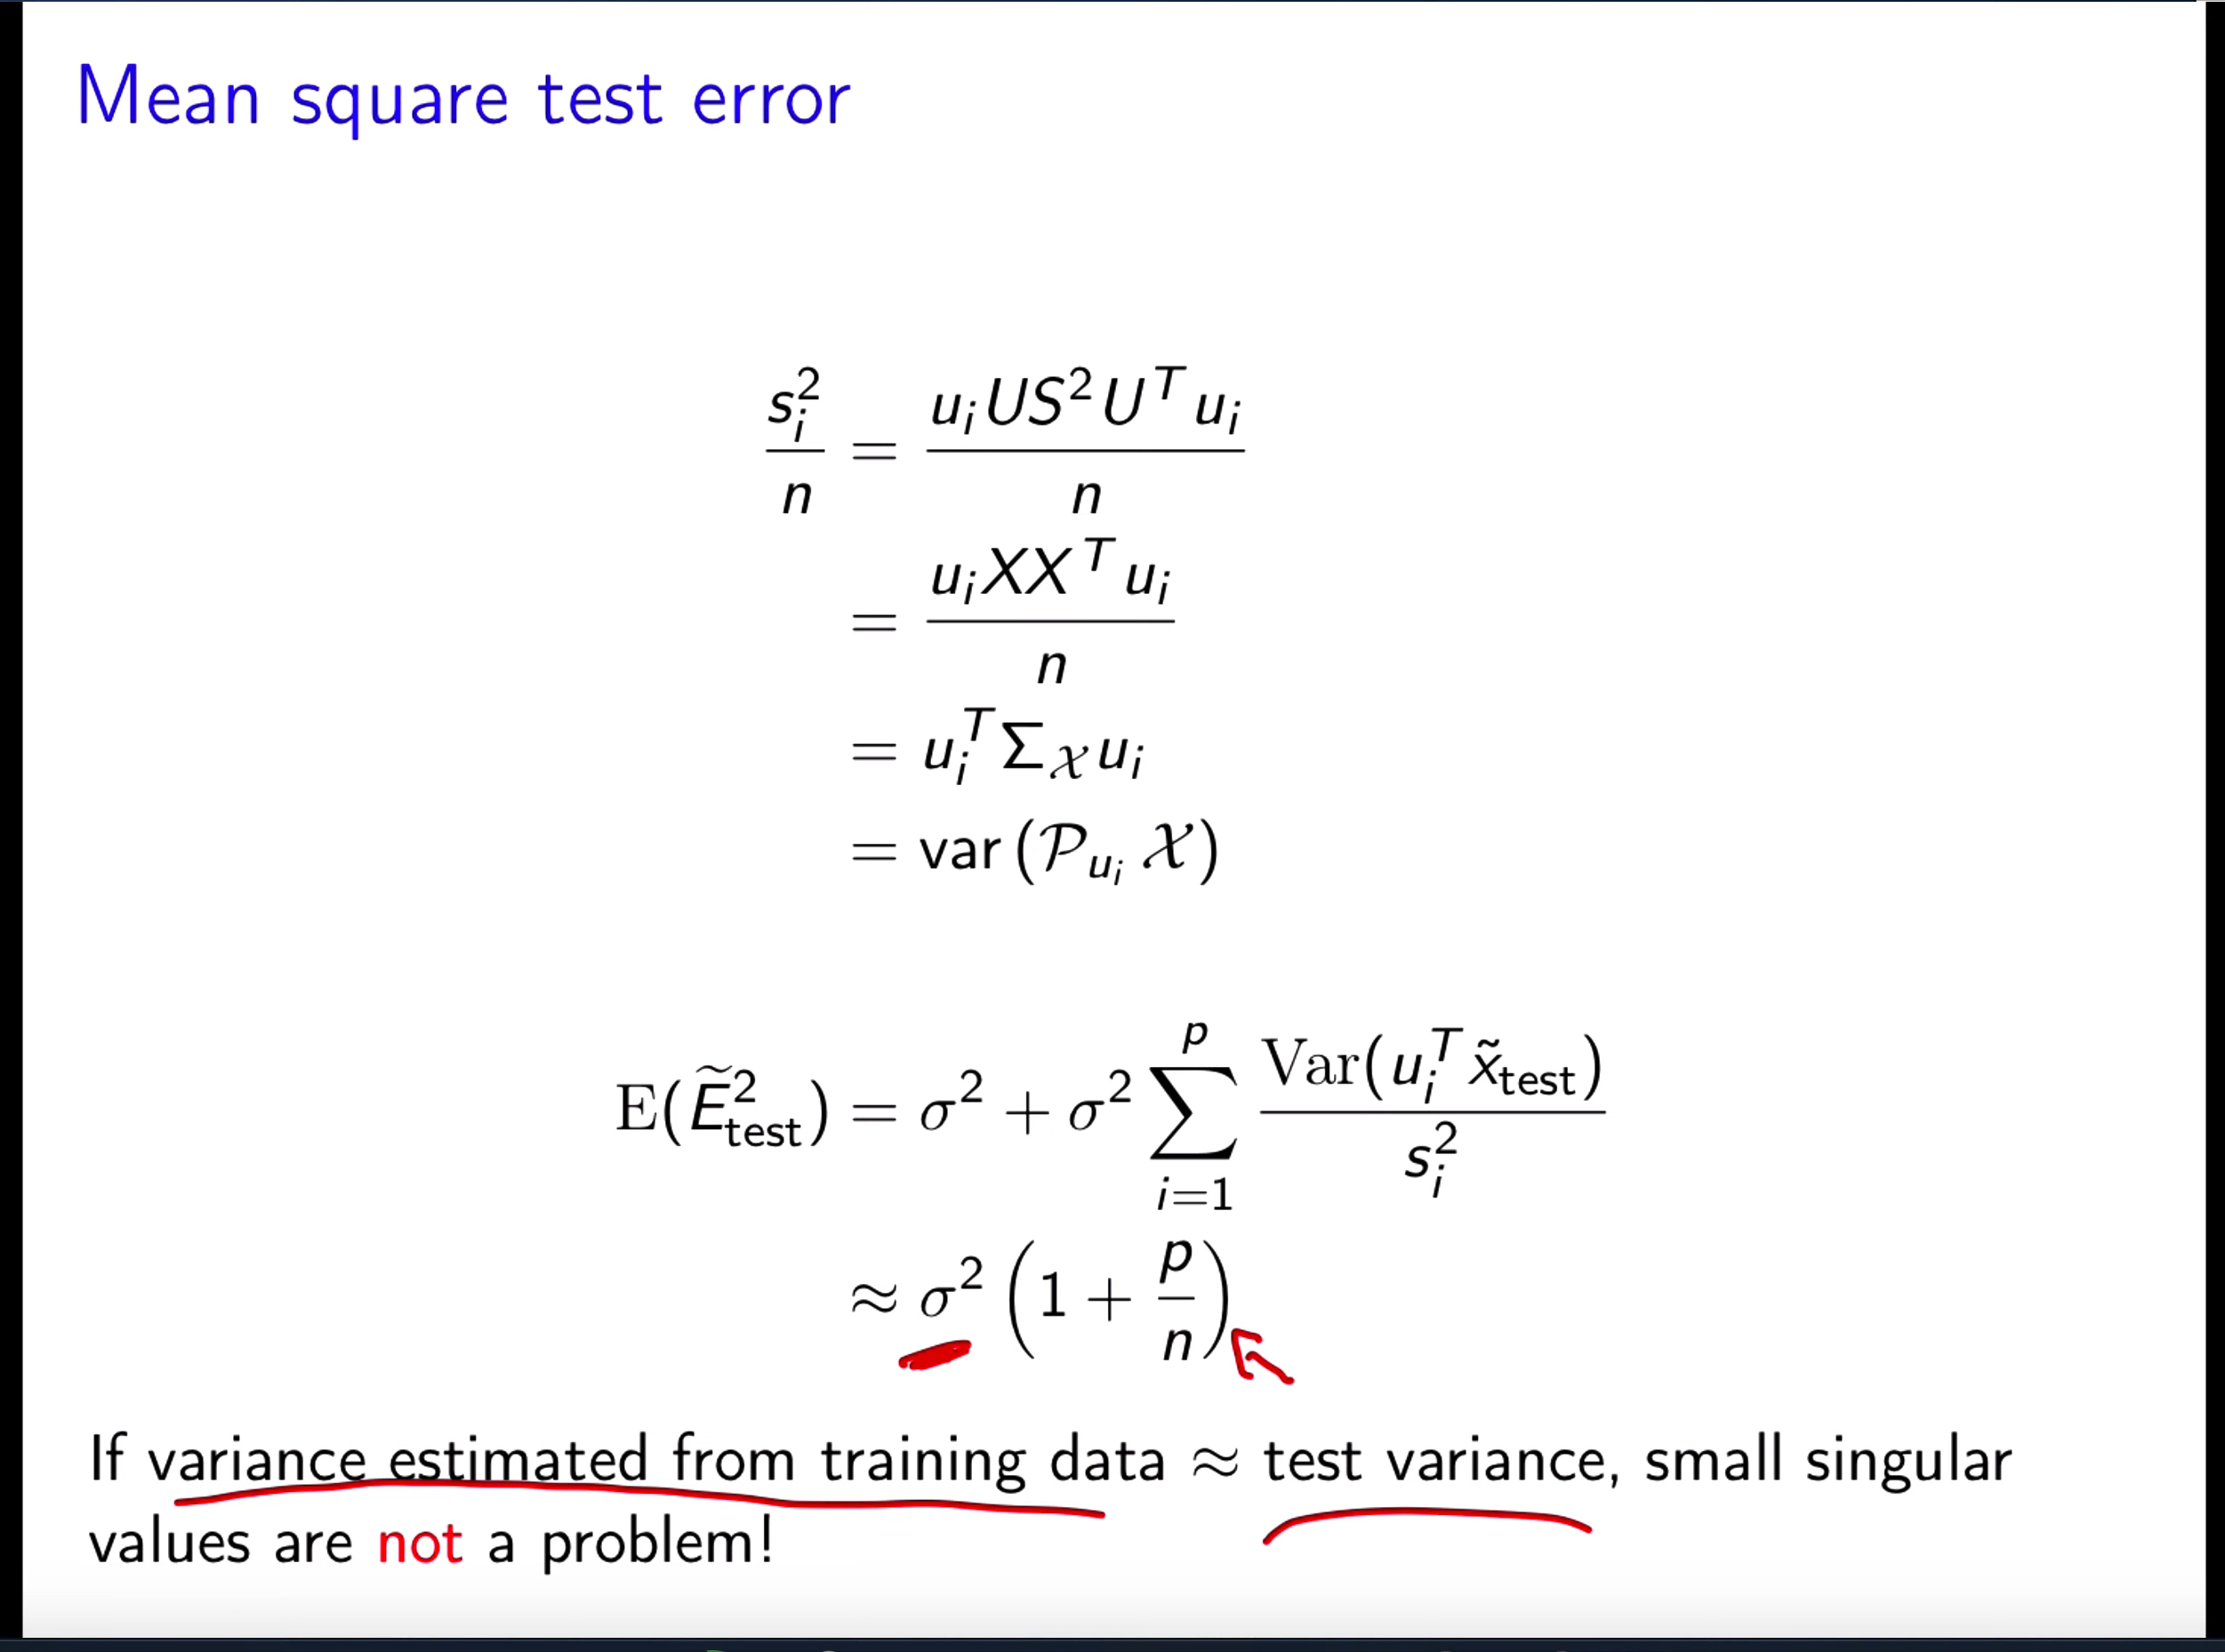 Mean square test error
s_i^2 / n = u_i U S^2 U^T u_i / n
= u_i X X^T u_i / n
= u_i^T Σ_𝒳 u_i
= var (𝒫_{u_i} 𝒳)
E(Ẽ_test^2) = σ^2 + σ^2 ∑_{i=1}^{p} Var(u_i^T x̃_test) / s_i^2
≈ σ^2 (1 + p/n)
If variance estimated from training data ≈ test variance, small singular
values are not a problem!